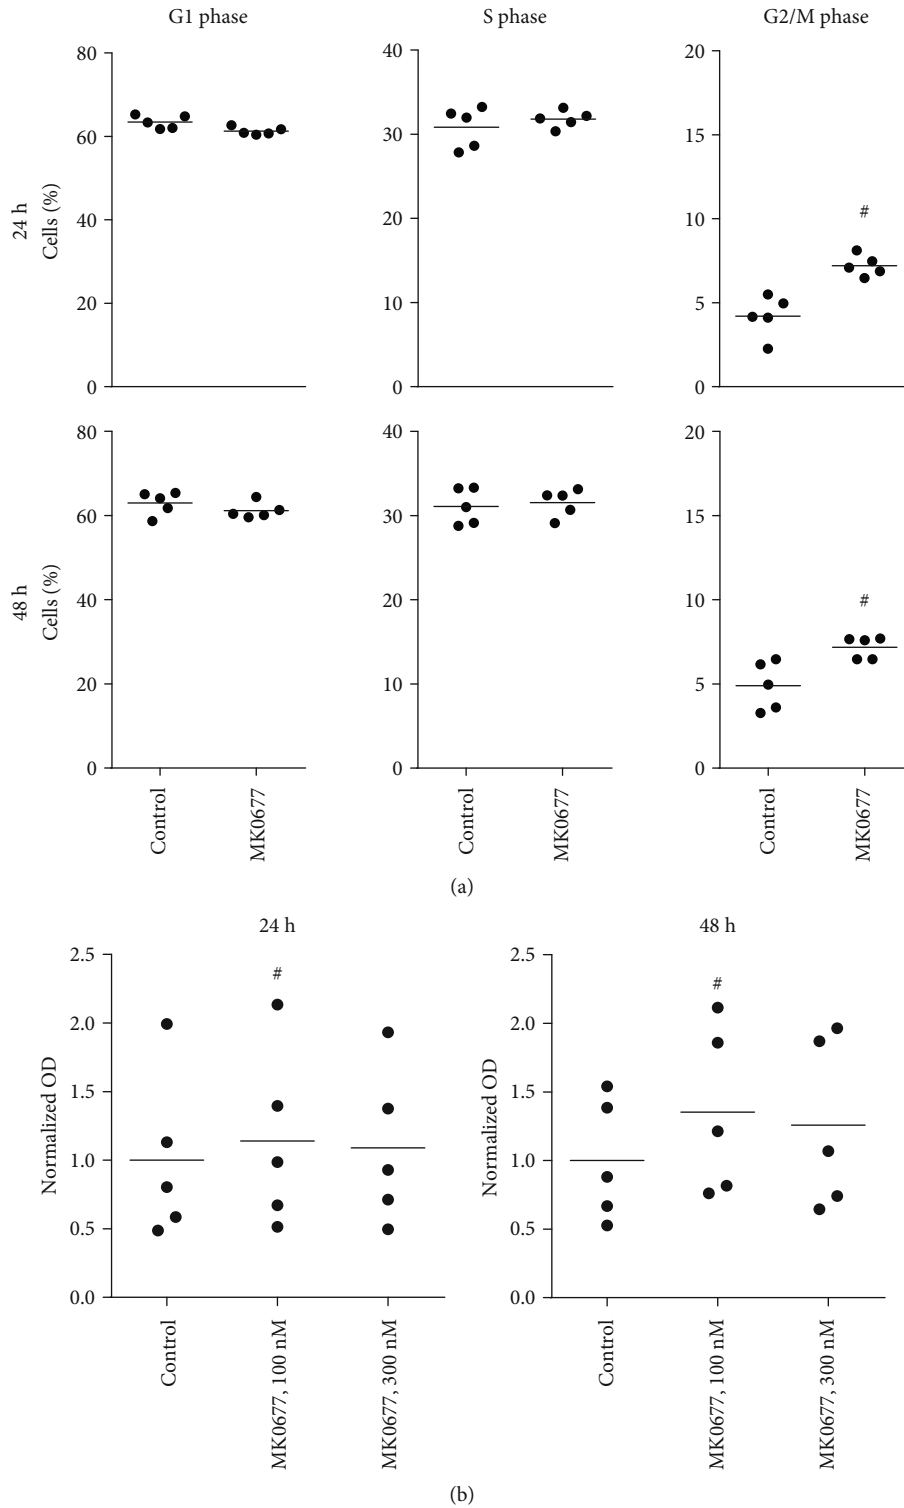 G1 phase
S phase
G2/M phase
24 h
Cells (%)
80
60
40
20
0
40
30
20
10
0
20
15
10
5
0
#
48 h
Cells (%)
80
60
40
20
0
40
30
20
10
0
20
15
10
5
0
#
Control
MK0677
Control
MK0677
Control
MK0677
(a)
24 h
Normalized OD
2.5
2.0
1.5
1.0
0.5
0.0
#
Control
MK0677, 100 nM
MK0677, 300 nM
48 h
Normalized OD
2.5
2.0
1.5
1.0
0.5
0.0
#
Control
MK0677, 100 nM
MK0677, 300 nM
(b)